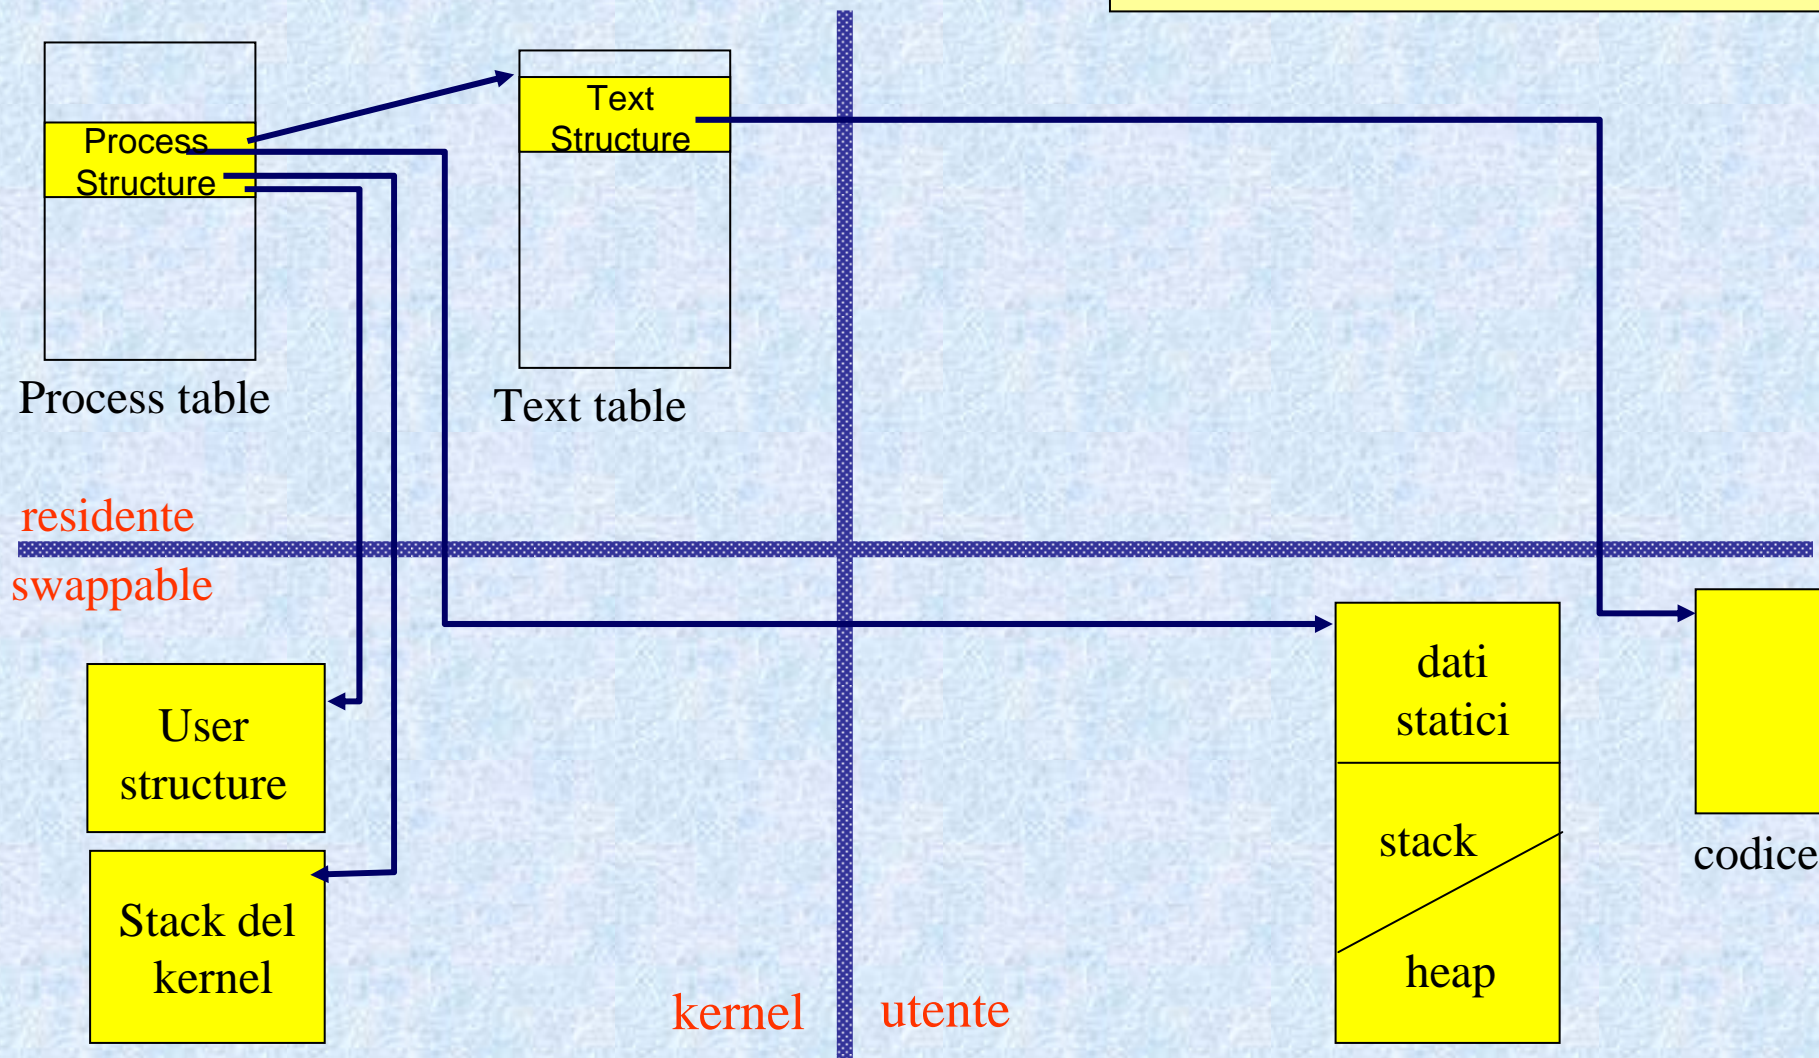 Process
Structure
Text
Structure
Process table
Text table
residente
swappable
User
structure
Stack del
kernel
dati
statici
stack
heap
codice
kernel
utente